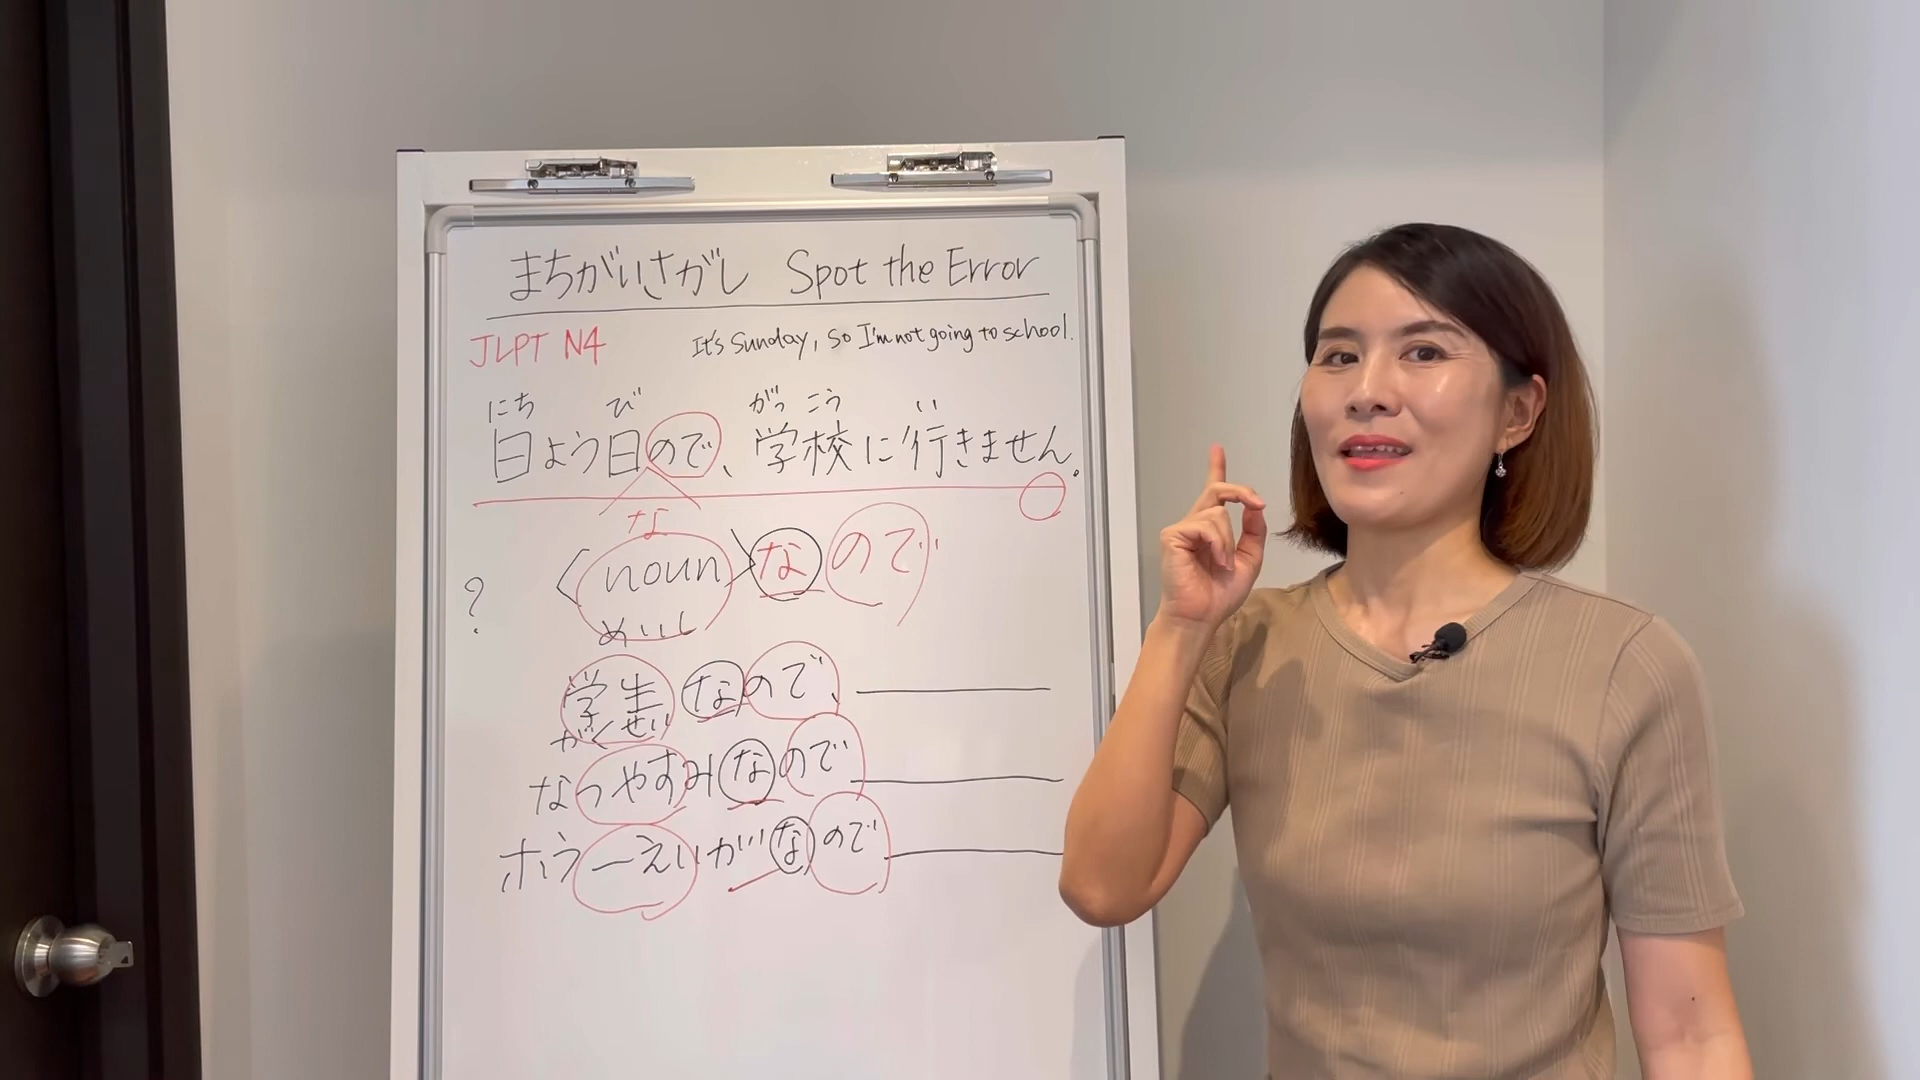 まちがいさがし Spot the Error
JLPT N4 It's Sunday, so I'm not going to school.
にち び がっ こう い
日よう日ので、学校に行きません。
な
? <noun>なので
めいし
学生なので、
がくせい
なつやすみなので
ホラーえいがなので